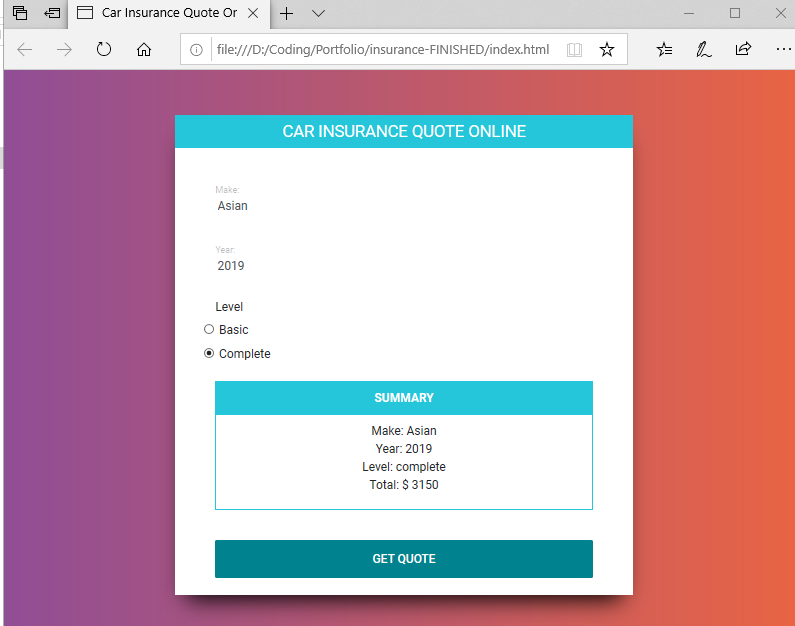 Car Insurance Quote Or
file:///D:/Coding/Portfolio/insurance-FINISHED/index.html
CAR INSURANCE QUOTE ONLINE
Make:
Asian
Year:
2019
Level
Basic
Complete
SUMMARY
Make: Asian
Year: 2019
Level: complete
Total: $ 3150
GET QUOTE